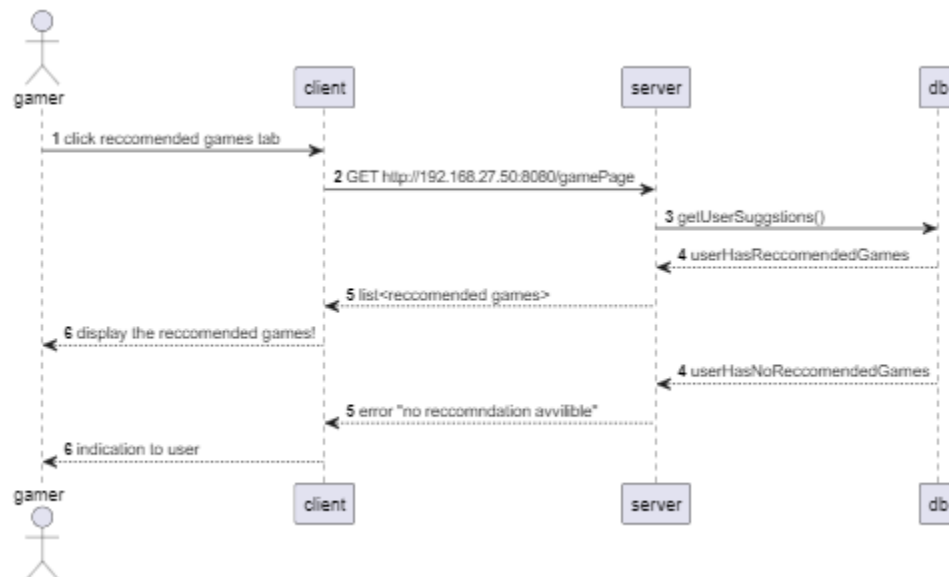 gamer
client
server
db
1 click reccomended games tab
2 GET http://192.168.27.50:8080/gamePage
3 getUserSuggstions()
4 userHasReccomendedGames
5 list<reccomended games>
6 display the reccomended games!
4 userHasNoReccomendedGames
5 error "no reccomndation avvilible"
6 indication to user
gamer
client
server
db